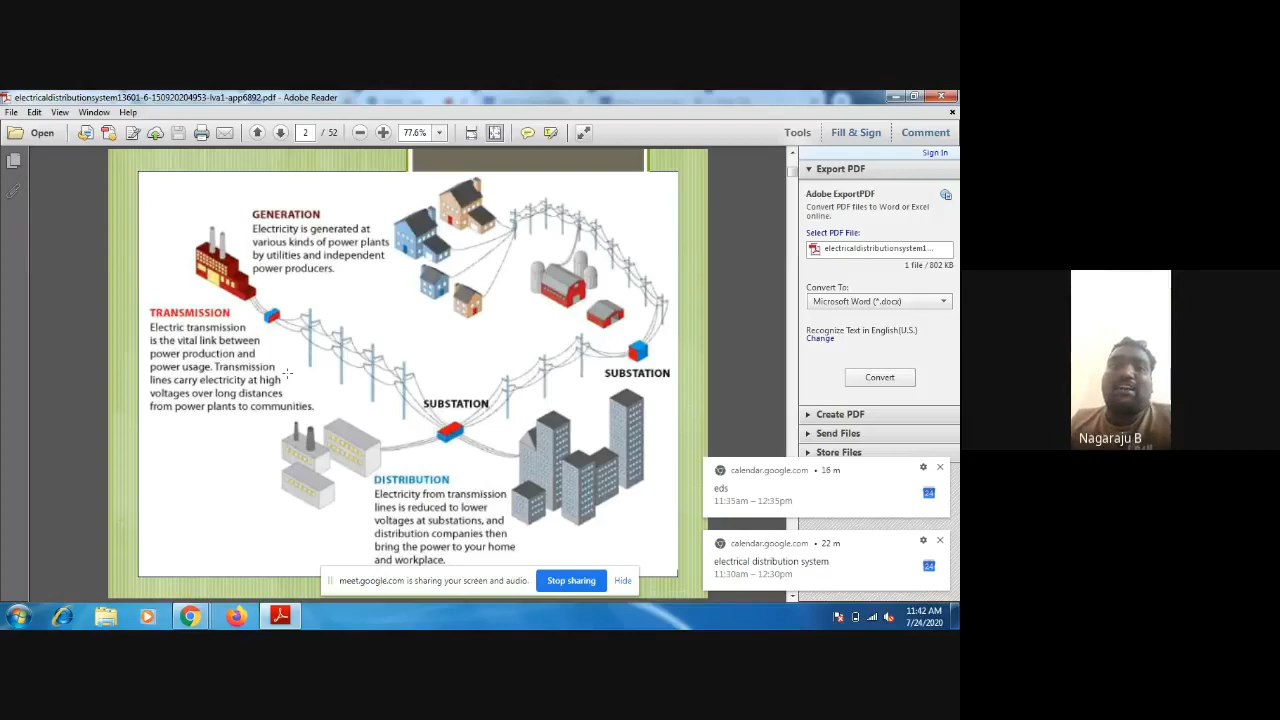 electricaldistributionsystem13601-6-150920204953-lva1-app6892.pdf - Adobe Reader
File Edit View Window Help
Open 2 / 52 77.6% Tools Fill & Sign Comment
Sign In
Export PDF
Adobe ExportPDF
Convert PDF files to Word or Excel
online.
Select PDF File:
electricaldistributionsystem1...
1 file / 802 KB
Convert To:
Microsoft Word (*.docx)
Recognize Text in English(U.S.)
Change
Convert
Create PDF
Send Files
Store Files
GENERATION
Electricity is generated at
various kinds of power plants
by utilities and independent
power producers.
TRANSMISSION
Electric transmission
is the vital link between
power production and
power usage. Transmission
lines carry electricity at high
voltages over long distances
from power plants to communities.
SUBSTATION
SUBSTATION
DISTRIBUTION
Electricity from transmission
lines is reduced to lower
voltages at substations, and
distribution companies then
bring the power to your home
and workplace.
calendar.google.com • 16 m
eds
11:35am – 12:35pm
24
calendar.google.com • 22 m
electrical distribution system
11:30am – 12:30pm
24
meet.google.com is sharing your screen and audio. Stop sharing Hide
11:42 AM
7/24/2020
Nagaraju B